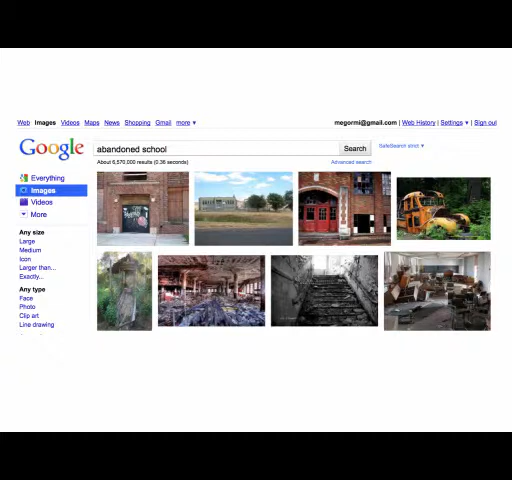 Web Images Videos Maps News Shopping Gmail more ▼
megormi@gmail.com | Web History | Settings ▼ | Sign out
Google
abandoned school
Search
SafeSearch strict ▼
About 6,570,000 results (0.36 seconds)
Advanced search
Everything
Images
Videos
More
Any size
Large
Medium
Icon
Larger than...
Exactly...
Any type
Face
Photo
Clip art
Line drawing